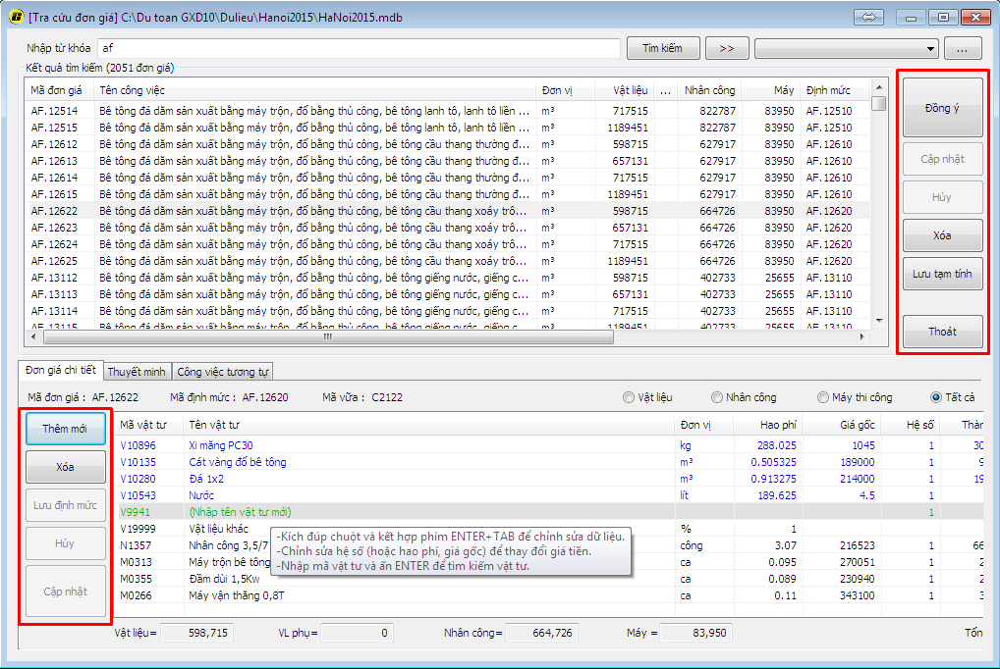 [Tra cứu đơn giá] C:\Du toan GXD10\Dulieu\Hanoi2015\HaNoi2015.mdb
Nhập từ khóa af Tìm kiếm >> ...
Kết quả tìm kiếm (2051 đơn giá)
Mã đơn giá Tên công việc Đơn vị Vật liệu ... Nhân công Máy Định mức
AF.12514 Bê tông đá dăm sản xuất bằng máy trộn, đổ bằng thủ công, bê tông lanh tô, lanh tô liền ... m³ 717515 822787 83950 AF.12510
AF.12515 Bê tông đá dăm sản xuất bằng máy trộn, đổ bằng thủ công, bê tông lanh tô, lanh tô liền ... m³ 1189451 822787 83950 AF.12510
AF.12612 Bê tông đá dăm sản xuất bằng máy trộn, đổ bằng thủ công, bê tông cầu thang thường đ... m³ 598715 627917 83950 AF.12610
AF.12613 Bê tông đá dăm sản xuất bằng máy trộn, đổ bằng thủ công, bê tông cầu thang thường đ... m³ 657131 627917 83950 AF.12610
AF.12614 Bê tông đá dăm sản xuất bằng máy trộn, đổ bằng thủ công, bê tông cầu thang thường đ... m³ 717515 627917 83950 AF.12610
AF.12615 Bê tông đá dăm sản xuất bằng máy trộn, đổ bằng thủ công, bê tông cầu thang thường đ... m³ 1189451 627917 83950 AF.12610
AF.12622 Bê tông đá dăm sản xuất bằng máy trộn, đổ bằng thủ công, bê tông cầu thang xoáy trô... m³ 598715 664726 83950 AF.12620
AF.12623 Bê tông đá dăm sản xuất bằng máy trộn, đổ bằng thủ công, bê tông cầu thang xoáy trô... m³ 657131 664726 83950 AF.12620
AF.12624 Bê tông đá dăm sản xuất bằng máy trộn, đổ bằng thủ công, bê tông cầu thang xoáy trô... m³ 717515 664726 83950 AF.12620
AF.12625 Bê tông đá dăm sản xuất bằng máy trộn, đổ bằng thủ công, bê tông cầu thang xoáy trô... m³ 1189451 664726 83950 AF.12620
AF.13112 Bê tông đá dăm sản xuất bằng máy trộn, đổ bằng thủ công, bê tông giếng nước, giếng c... m³ 598715 402733 25655 AF.13110
AF.13113 Bê tông đá dăm sản xuất bằng máy trộn, đổ bằng thủ công, bê tông giếng nước, giếng c... m³ 657131 402733 25655 AF.13110
AF.13114 Bê tông đá dăm sản xuất bằng máy trộn, đổ bằng thủ công, bê tông giếng nước, giếng c... m³ 717515 402733 25655 AF.13110
AF.13115 Bê tông đá dăm sản xuất bằng máy trộn, đổ bằng thủ công, bê tông giếng nước, giếng c... m³ 1189451 402733 25655 AF.13110
Đồng ý
Cập nhật
Hủy
Xóa
Lưu tạm tính
Thoát
Đơn giá chi tiết Thuyết minh Công việc tương tự
Mã đơn giá : AF.12622 Mã định mức : AF.12620 Mã vữa : C2122 Vật liệu Nhân công Máy thi công Tất cả
Thêm mới
Xóa
Lưu định mức
Hủy
Cập nhật
Mã vật tư Tên vật tư Đơn vị Hao phí Giá gốc Hệ số Thàr
V10896 Xi măng PC30 kg 288.025 1045 1 30
V10135 Cát vàng đổ bê tông m³ 0.505325 189000 1 9
V10280 Đá 1x2 m³ 0.913275 214000 1 19
V10543 Nước lít 189.625 4.5 1
V9941 (Nhập tên vật tư mới) 1
V19999 Vật liệu khác % 1
N1357 Nhân công 3,5/7 công 3.07 216523 1 66
M0313 Máy trộn bê tông ca 0.095 270051 1 2
M0355 Đầm dùi 1,5Kw ca 0.089 230940 1 2
M0266 Máy vận thăng 0,8T ca 0.11 343100 1 3
-Kích đúp chuột và kết hợp phím ENTER+TAB để chỉnh sửa dữ liệu.
-Chỉnh sửa hệ số (hoặc hao phí, giá gốc) để thay đổi giá tiền.
-Nhập mã vật tư và ấn ENTER để tìm kiếm vật tư.
Vật liệu= 598,715 VL phụ= 0 Nhân công= 664,726 Máy = 83,950 Tổn